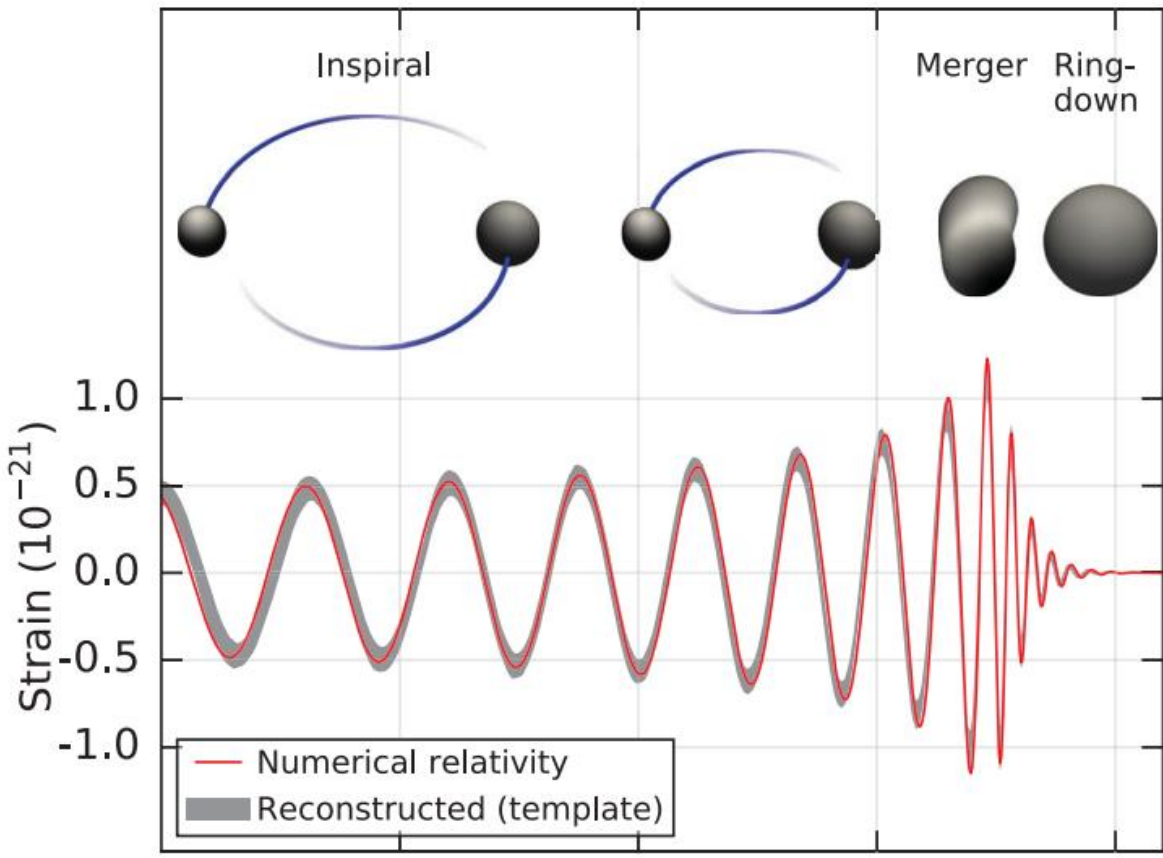 Inspiral
Merger
Ring-
down
Strain (10⁻²¹)
1.0
0.5
0.0
-0.5
-1.0
Numerical relativity
Reconstructed (template)